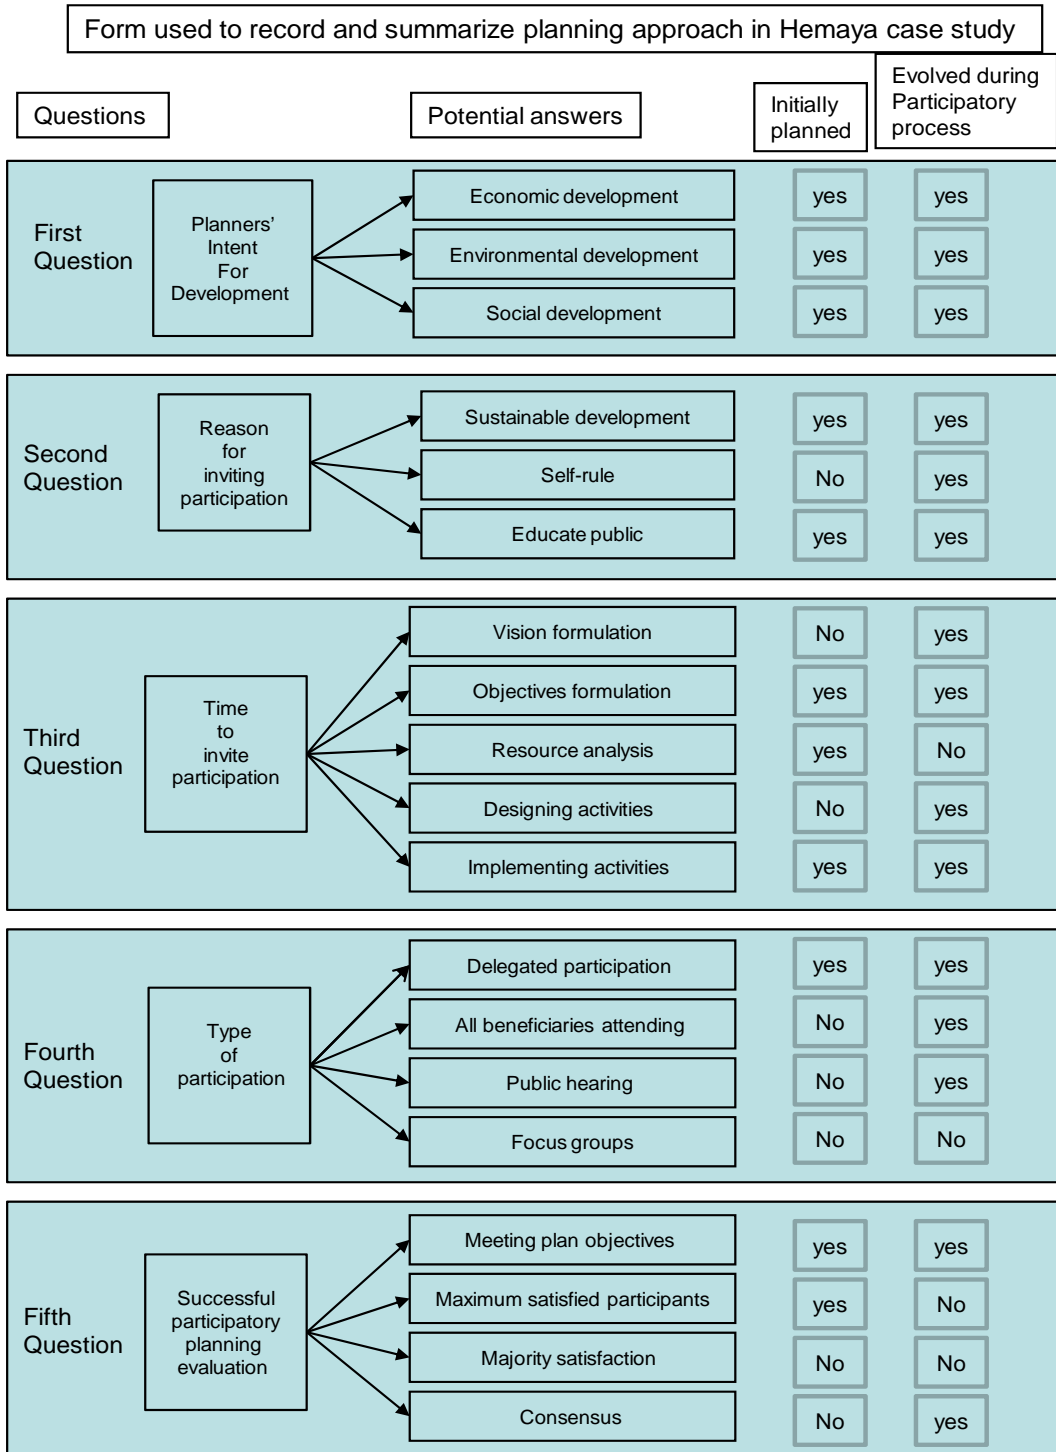 Form used to record and summarize planning approach in Hemaya case study
Questions
Potential answers
Initially
planned
Evolved during
Participatory
process
First
Question
Planners’
Intent
For
Development
Economic development
yes
yes
Environmental development
yes
yes
Social development
yes
yes
Second
Question
Reason
for
inviting
participation
Sustainable development
yes
yes
Self-rule
No
yes
Educate public
yes
yes
Third
Question
Time
to
invite
participation
Vision formulation
No
yes
Objectives formulation
yes
yes
Resource analysis
yes
No
Designing activities
No
yes
Implementing activities
yes
yes
Fourth
Question
Type
of
participation
Delegated participation
yes
yes
All beneficiaries attending
No
yes
Public hearing
No
yes
Focus groups
No
No
Fifth
Question
Successful
participatory
planning
evaluation
Meeting plan objectives
yes
yes
Maximum satisfied participants
yes
No
Majority satisfaction
No
No
Consensus
No
yes